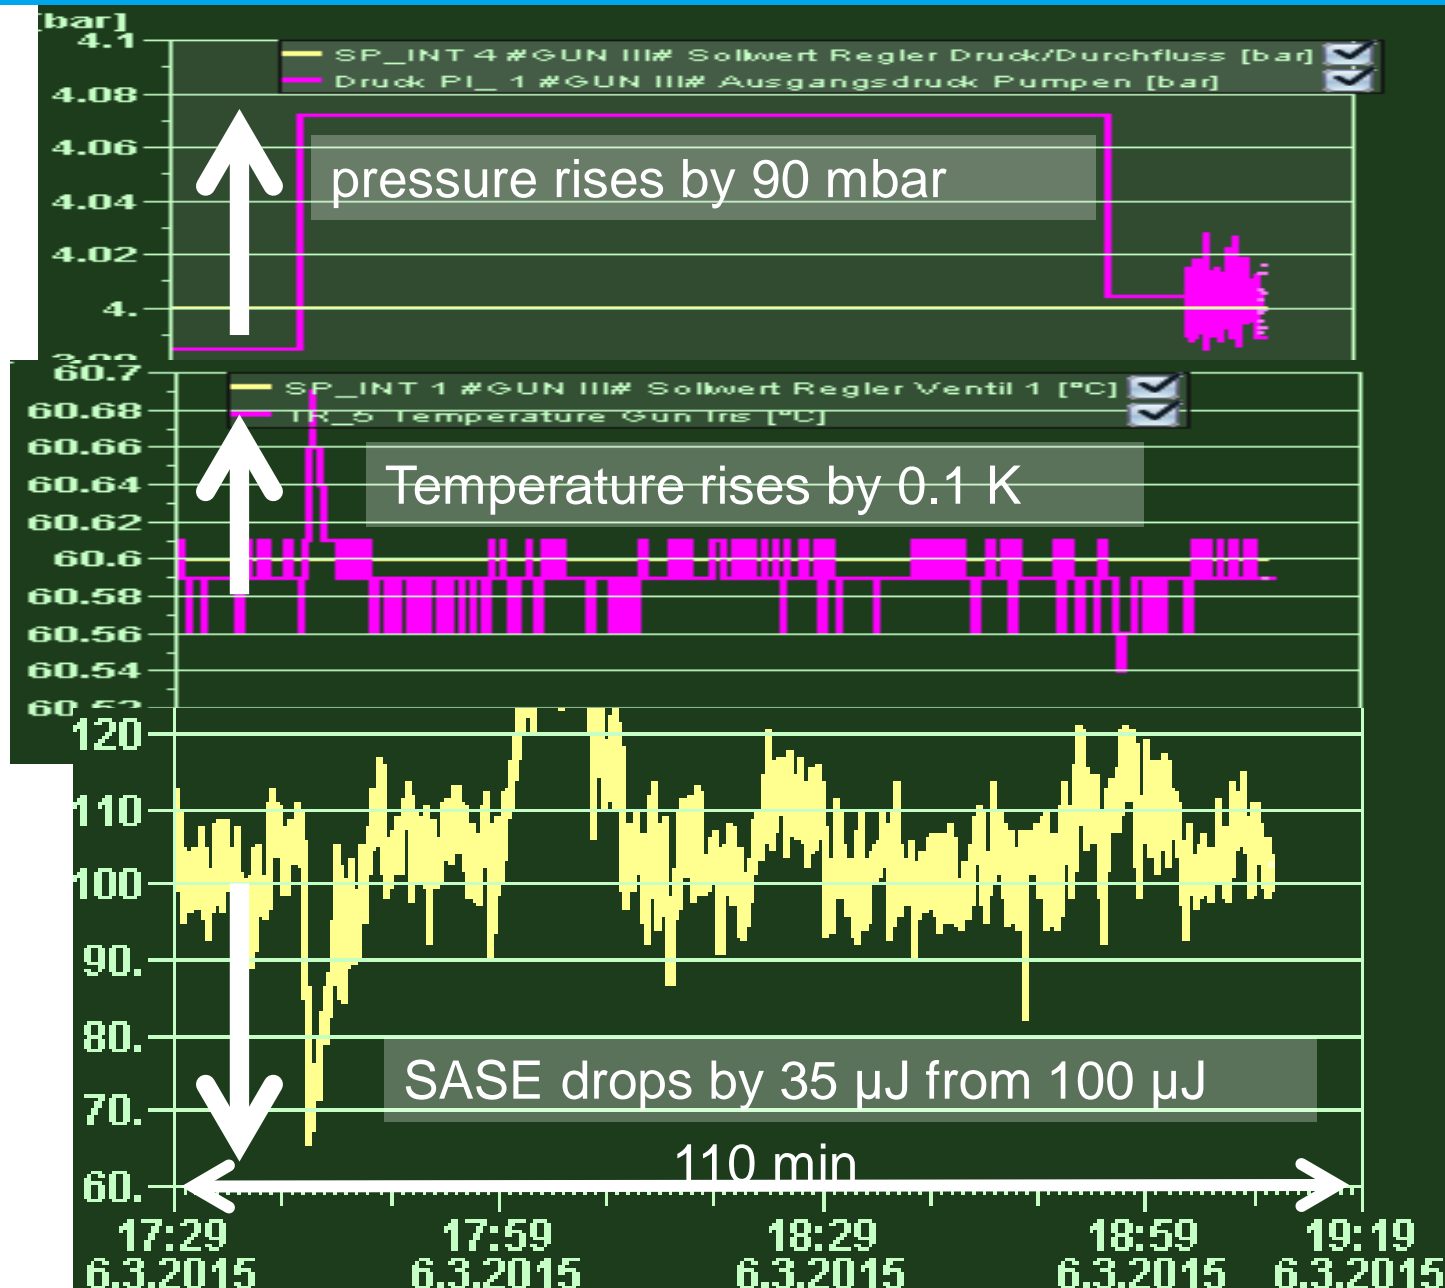 [bar]
4.1
SP_INT 4 #GUN III# Sollwert Regler Druck/Durchfluss [bar]
Druck PI_ 1 #GUN III# Ausgangsdruck Pumpen [bar]
4.08
4.06
pressure rises by 90 mbar
4.04
4.02
4.
60.7
SP_INT 1 #GUN III# Sollwert Regler Ventil 1 [°C]
60.68
TR_5 Temperature Gun Iris [°C]
60.66
60.64
Temperature rises by 0.1 K
60.62
60.6
60.58
60.56
60.54
120
110
100
90.
80.
SASE drops by 35 µJ from 100 µJ
70.
110 min
60.
17:29 17:59 18:29 18:59 19:19
6.3.2015 6.3.2015 6.3.2015 6.3.2015 6.3.2015